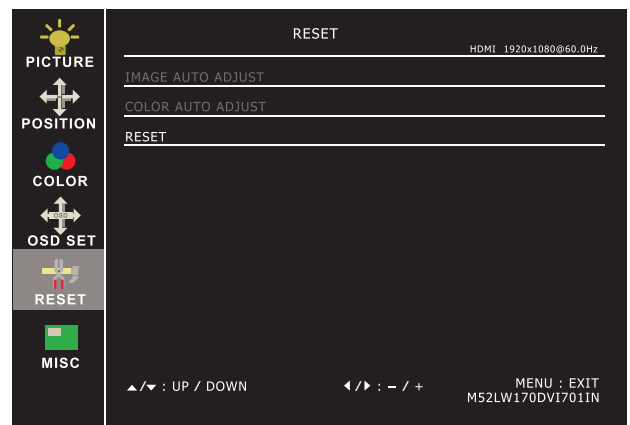 PICTURE
POSITION
COLOR
OSD
OSD SET
RESET
MISC
RESET
HDMI 1920x1080@60.0Hz
IMAGE AUTO ADJUST
COLOR AUTO ADJUST
RESET
▲/▼ : UP / DOWN
◀/▶ : – / +
MENU : EXIT
M52LW170DVI701IN